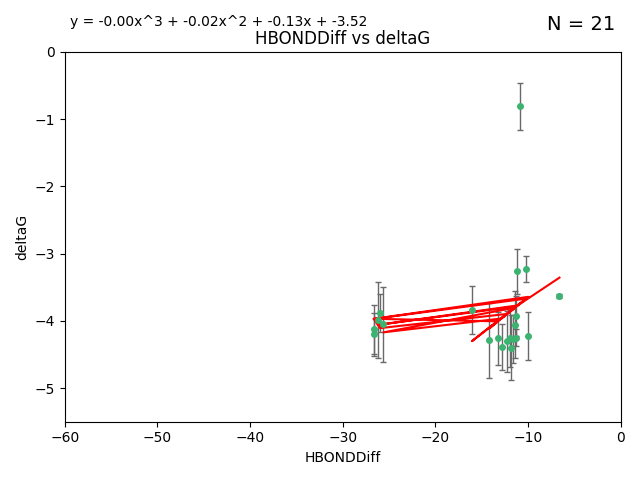 y = -0.00x^3 + -0.02x^2 + -0.13x + -3.52
N = 21
HBONDDiff vs deltaG
0
−1
−2
−3
−4
−5
deltaG
−60
−50
−40
−30
−20
−10
0
HBONDDiff